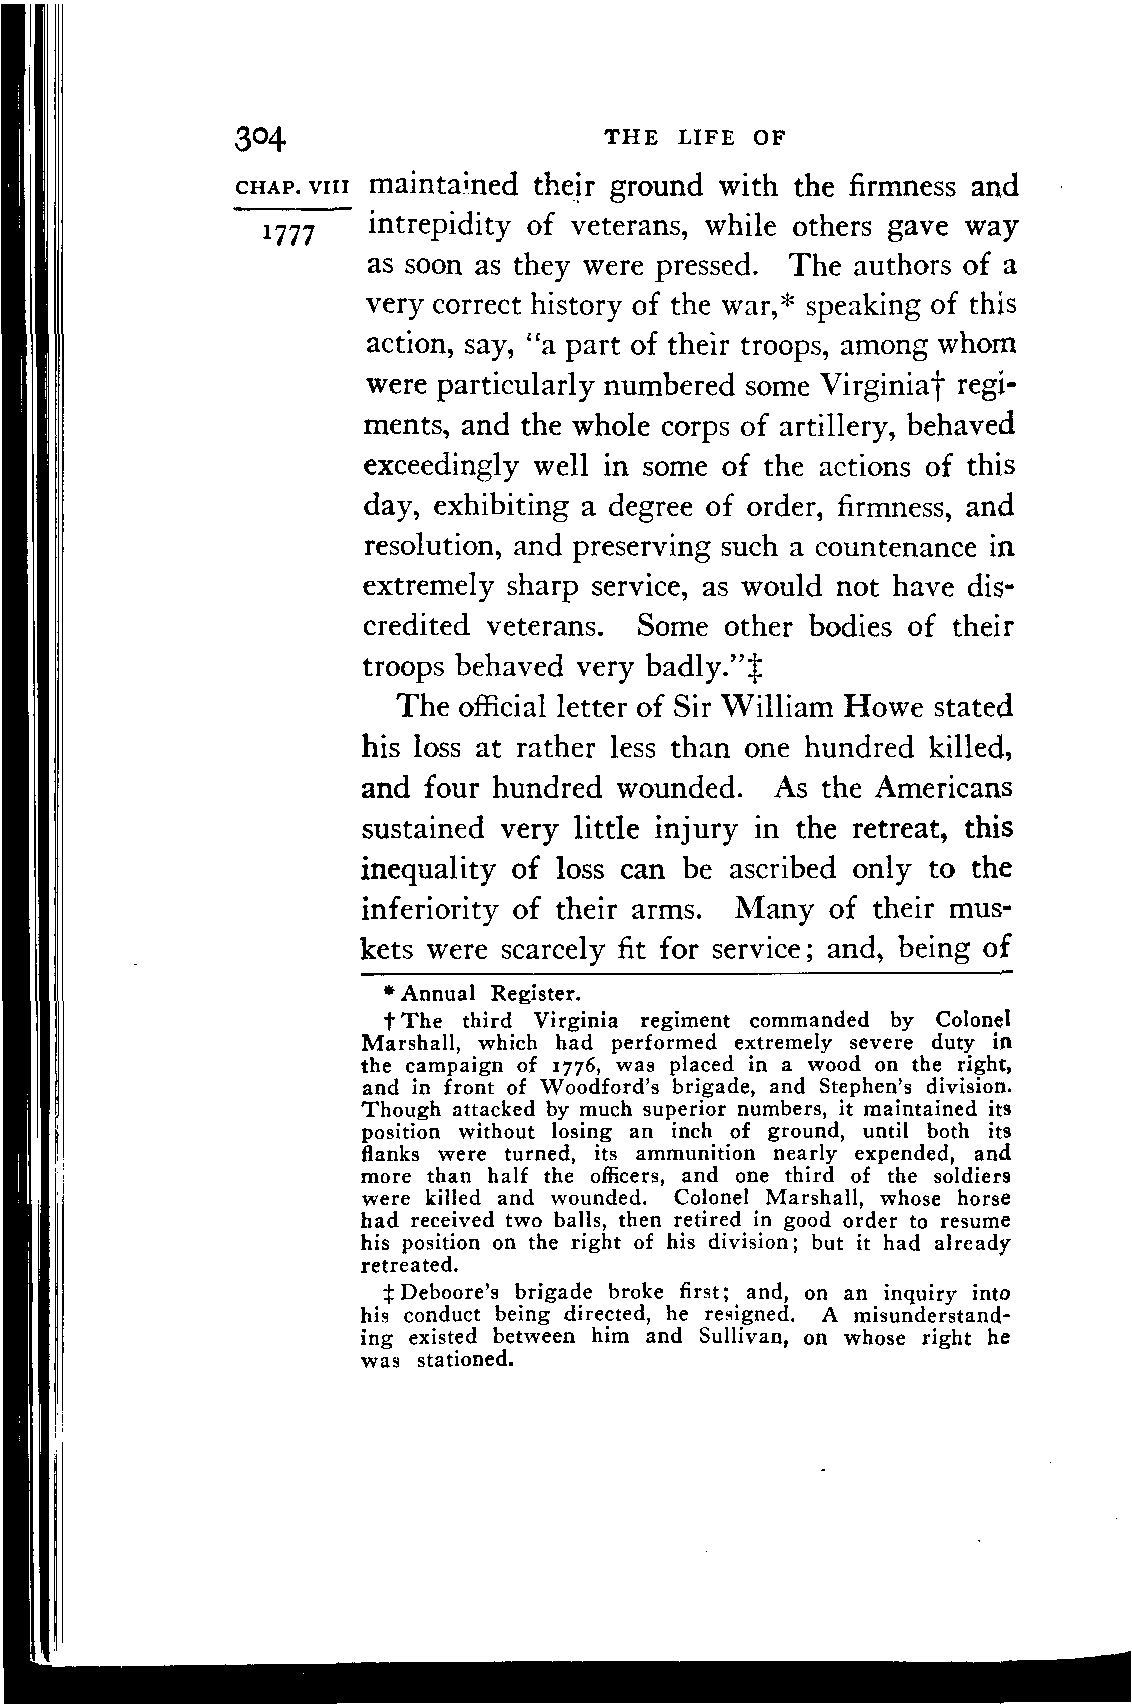 304 THE LIFE OF
CHAP. VIII maintained their ground with the firmness and
1777 intrepidity of veterans, while others gave way
as soon as they were pressed. The authors of a
very correct history of the war,* speaking of this
action, say, "a part of their troops, among whom
were particularly numbered some Virginia† regi-
ments, and the whole corps of artillery, behaved
exceedingly well in some of the actions of this
day, exhibiting a degree of order, firmness, and
resolution, and preserving such a countenance in
extremely sharp service, as would not have dis-
credited veterans. Some other bodies of their
troops behaved very badly."‡
The official letter of Sir William Howe stated
his loss at rather less than one hundred killed,
and four hundred wounded. As the Americans
sustained very little injury in the retreat, this
inequality of loss can be ascribed only to the
inferiority of their arms. Many of their mus-
kets were scarcely fit for service; and, being of
* Annual Register.
† The third Virginia regiment commanded by Colonel
Marshall, which had performed extremely severe duty in
the campaign of 1776, was placed in a wood on the right,
and in front of Woodford's brigade, and Stephen's division.
Though attacked by much superior numbers, it maintained its
position without losing an inch of ground, until both its
flanks were turned, its ammunition nearly expended, and
more than half the officers, and one third of the soldiers
were killed and wounded. Colonel Marshall, whose horse
had received two balls, then retired in good order to resume
his position on the right of his division; but it had already
retreated.
‡ Deboore's brigade broke first; and, on an inquiry into
his conduct being directed, he resigned. A misunderstand-
ing existed between him and Sullivan, on whose right he
was stationed.